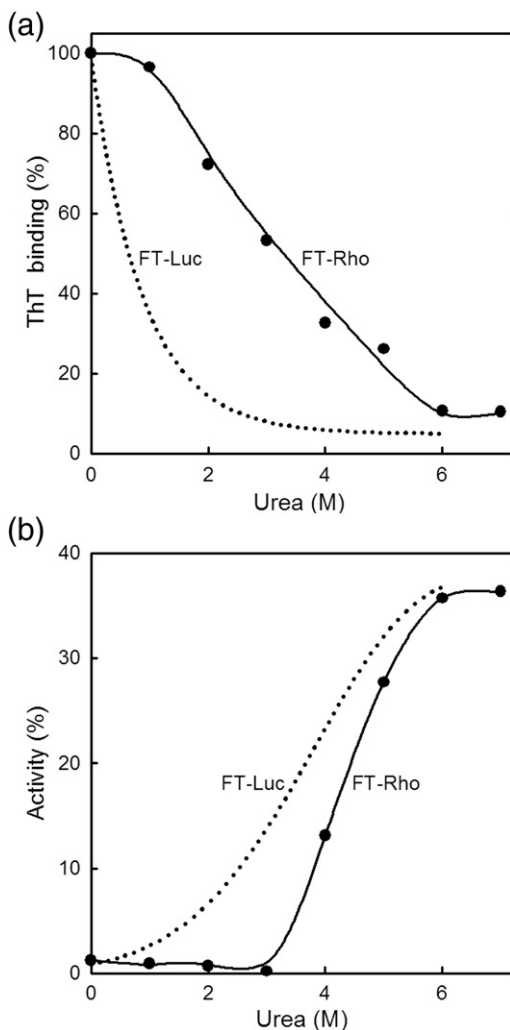 (a)
100
80
60
40
20
0
ThT binding (%)
FT-Luc
FT-Rho
0 2 4 6
Urea (M)
(b)
40
30
20
10
0
Activity (%)
FT-Luc
FT-Rho
0 2 4 6
Urea (M)